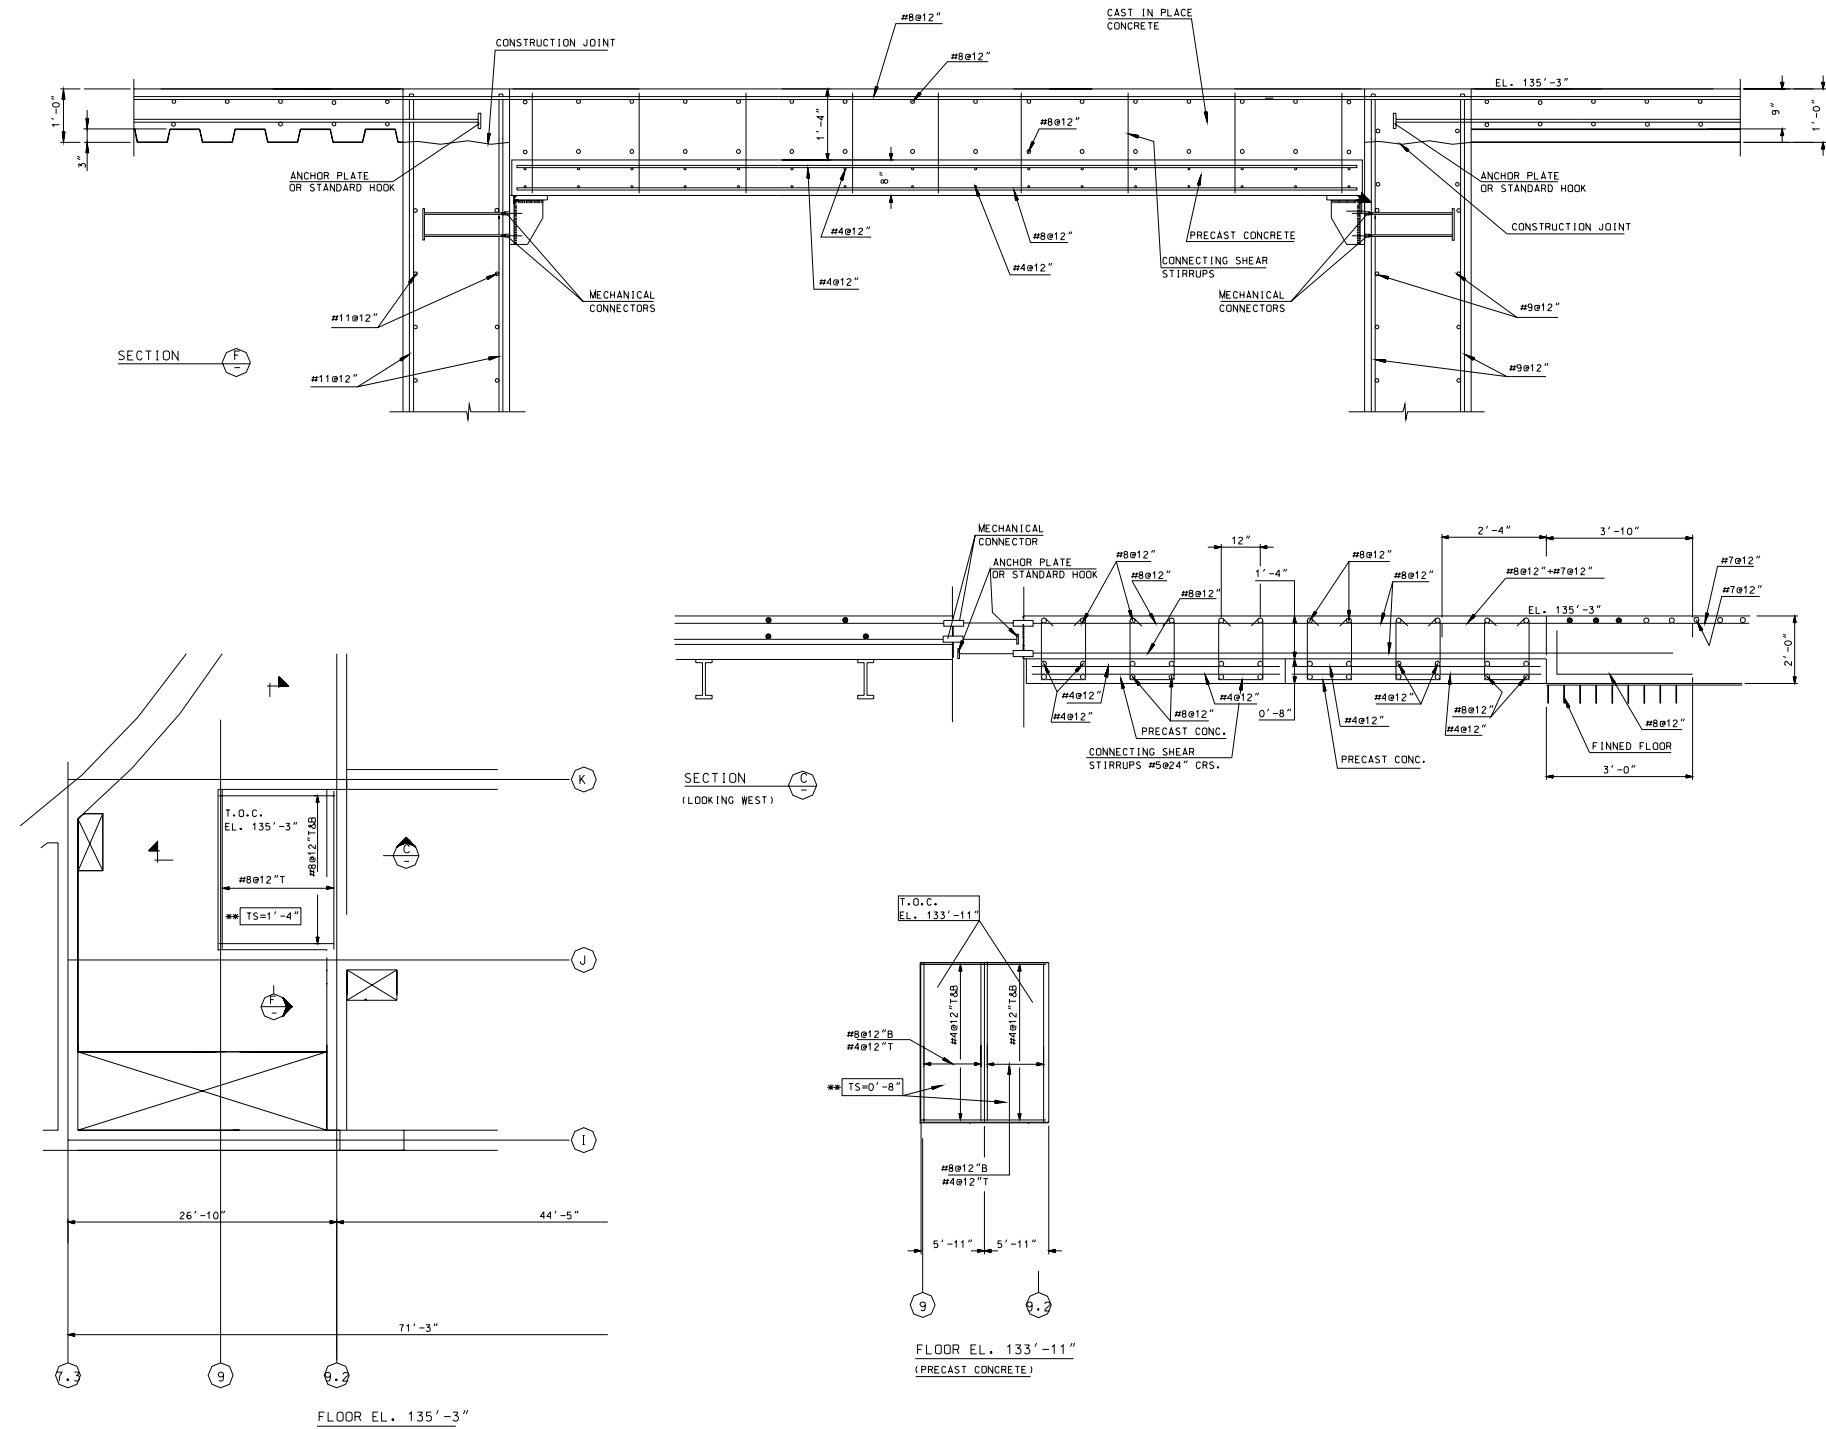 #8@12"
CAST IN PLACE
CONCRETE
CONSTRUCTION JOINT
#8@12"
EL. 135'-3"
1'-0"
3"
1'-4"
#8@12"
9"
1'-0"
8"
ANCHOR PLATE
OR STANDARD HOOK
ANCHOR PLATE
OR STANDARD HOOK
#4@12"
#8@12"
PRECAST CONCRETE
CONSTRUCTION JOINT
CONNECTING SHEAR
STIRRUPS
#4@12"
#4@12"
MECHANICAL
CONNECTORS
MECHANICAL
CONNECTORS
#11@12"
#9@12"
SECTION
F
-
#11@12"
#9@12"
MECHANICAL
CONNECTOR
ANCHOR PLATE
OR STANDARD HOOK
#8@12"
#8@12"
#8@12"
12"
1'-4"
#8@12"
#8@12"
2'-4"
3'-10"
#8@12"+#7@12"
#7@12"
#7@12"
EL. 135'-3"
2'-0"
#4@12"
#4@12"
#8@12"
#4@12"
0'-8"
#4@12"
#4@12"
#8@12"
#4@12"
#8@12"
PRECAST CONC.
CONNECTING SHEAR
STIRRUPS #5@24" CRS.
PRECAST CONC.
FINNED FLOOR
3'-0"
SECTION
C
-
(LOOKING WEST)
K
T.O.C.
EL. 135'-3"
#8@12"T&B
#8@12"T
** TS=1'-4"
C
-
J
F
-
I
26'-10"
44'-5"
71'-3"
7.3
9
9.2
FLOOR EL. 135'-3"
T.O.C.
EL. 133'-11"
#4@12"T&B
#4@12"T&B
#8@12"B
#4@12"T
** TS=0'-8"
#8@12"B
#4@12"T
5'-11"
5'-11"
9
9.2
FLOOR EL. 133'-11"
(PRECAST CONCRETE)